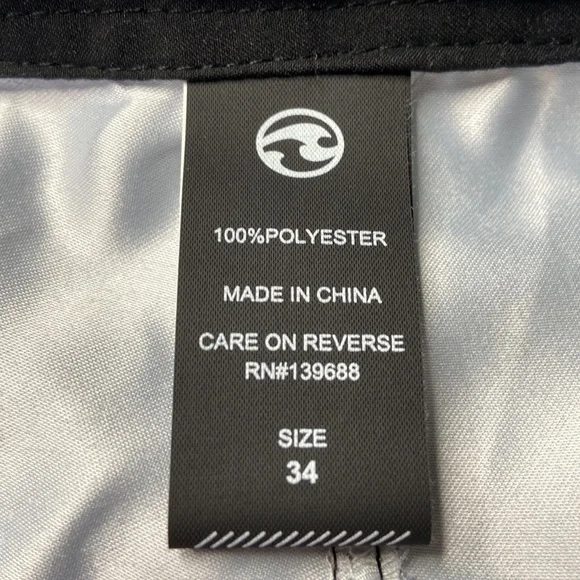 100%POLYESTER
MADE IN CHINA
CARE ON REVERSE
RN#139688
SIZE
34